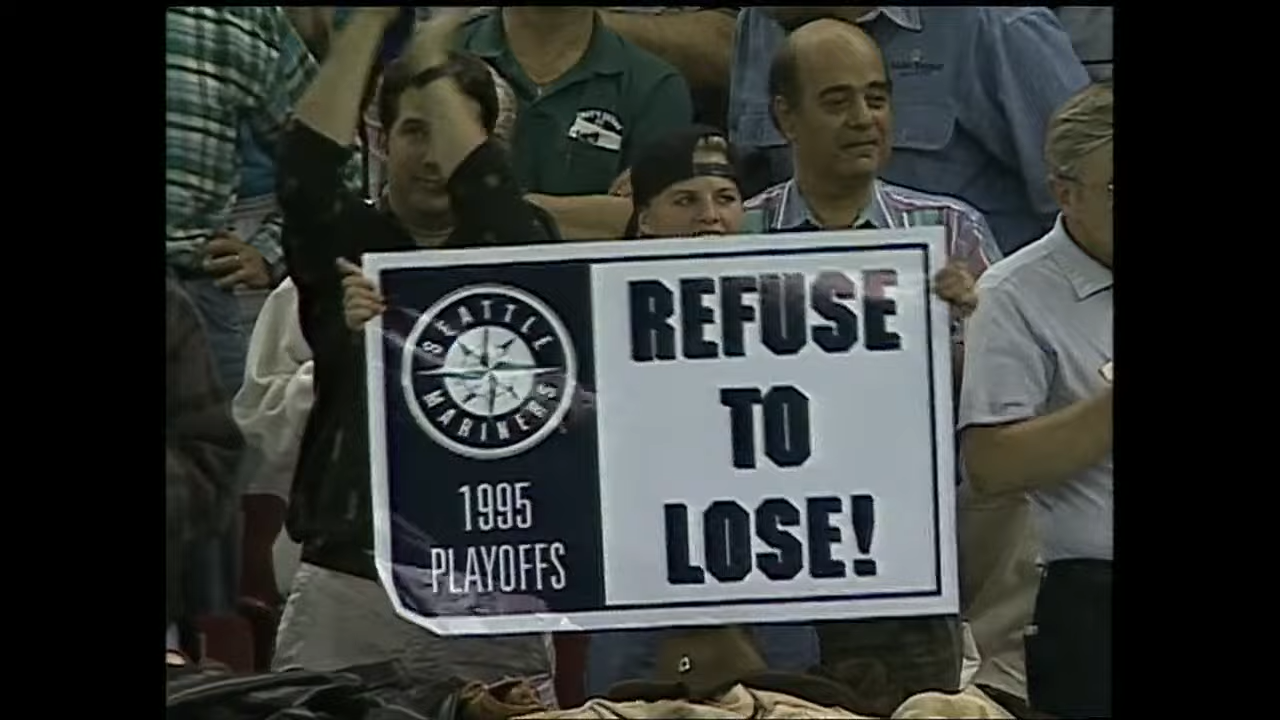 SEATTLE
MARINERS
1995
PLAYOFFS
REFUSE
TO
LOSE!